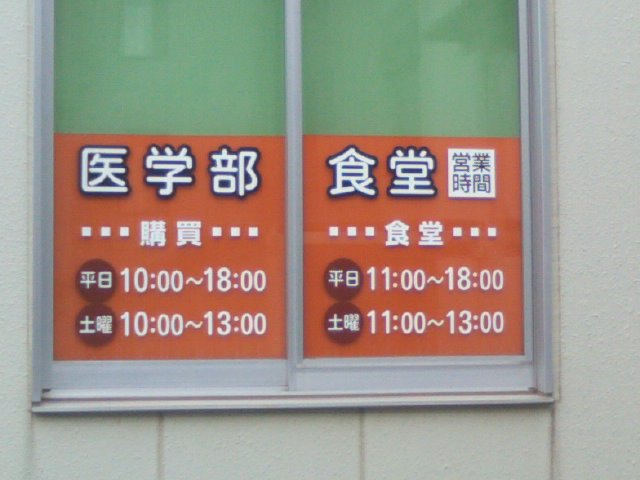 医学部 食堂 営業時間
購買
平日 10:00～18:00
土曜 10:00～13:00
食堂
平日 11:00～18:00
土曜 11:00～13:00